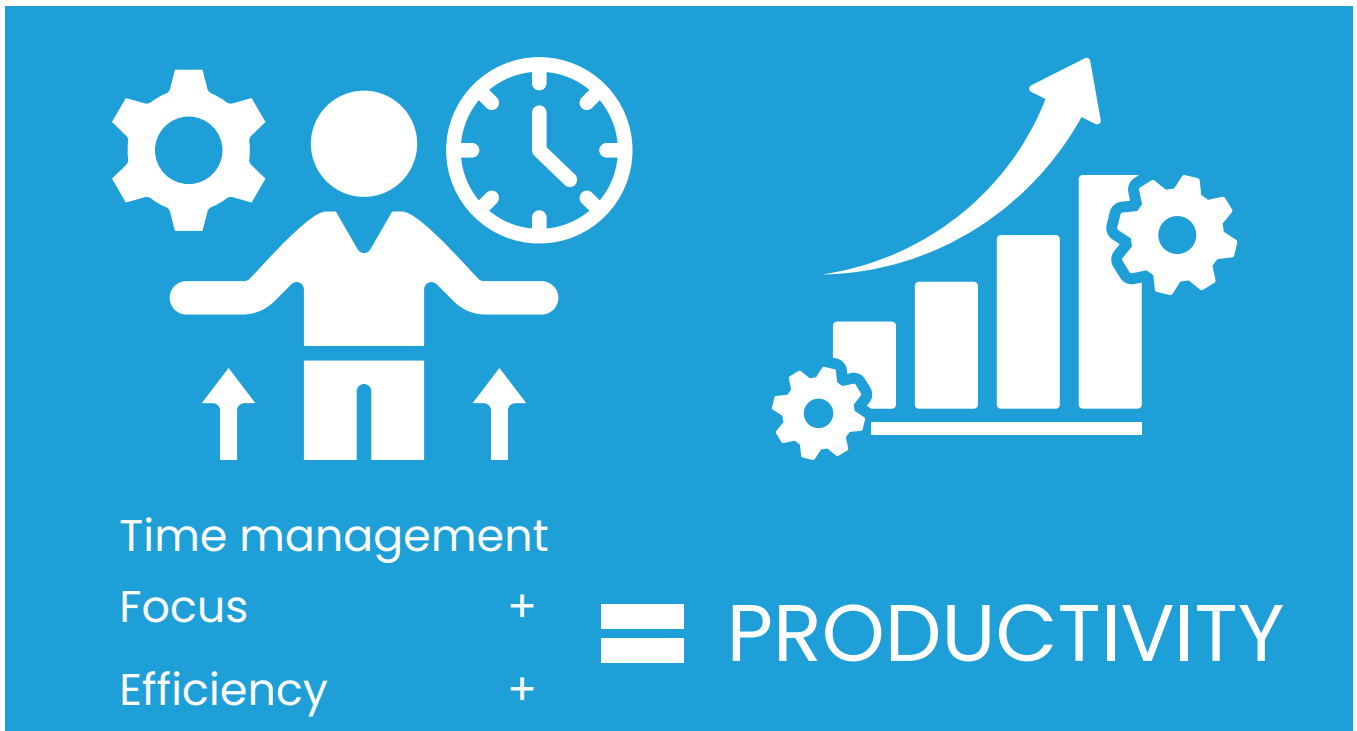 Time management
Focus +
Efficiency +
= PRODUCTIVITY